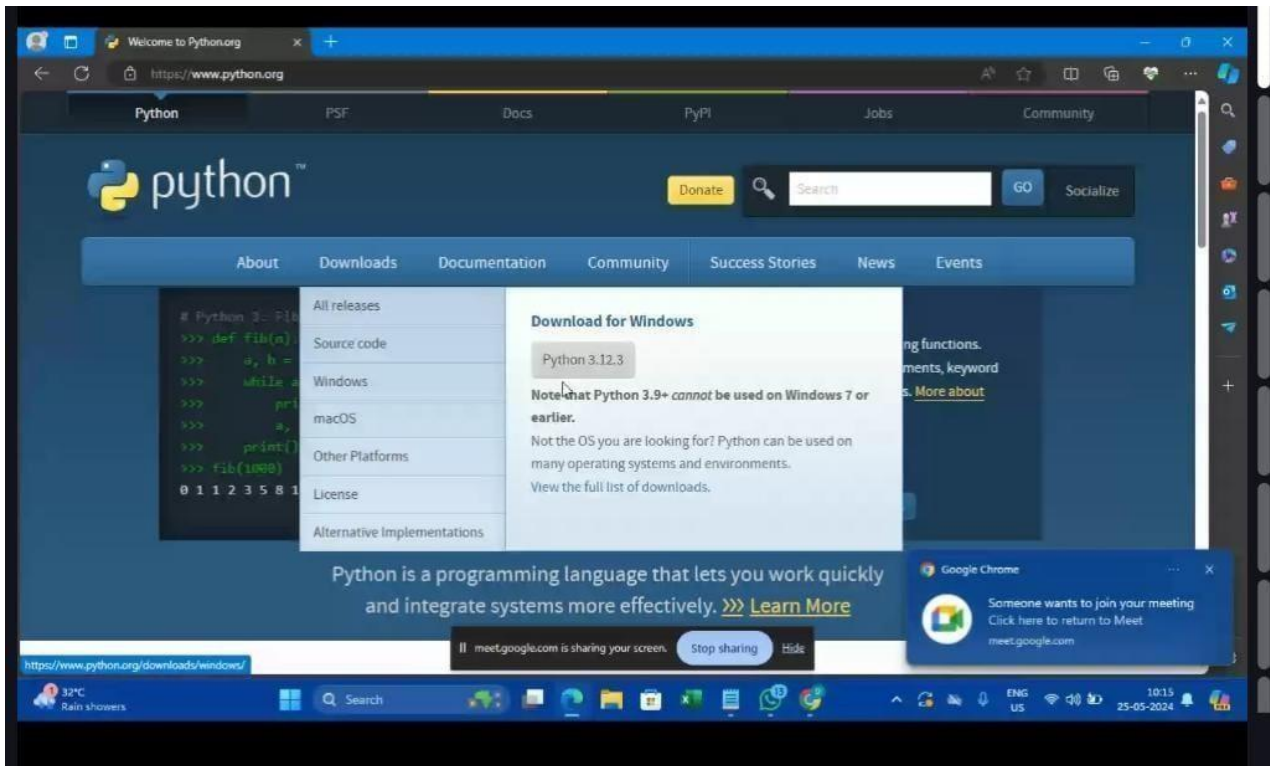 Welcome to Python.org
https://www.python.org
Python PSF Docs PyPI Jobs Community
python™
Donate Search GO Socialize
About Downloads Documentation Community Success Stories News Events
# Python 3: Fib
>>> def fib(n):
>>> a, b =
>>> while a
>>> pri
>>> a,
>>> print()
>>> fib(1000)
0 1 1 2 3 5 8 1
All releases
Source code
Windows
macOS
Other Platforms
License
Alternative Implementations
Download for Windows
Python 3.12.3
Note that Python 3.9+ cannot be used on Windows 7 or
earlier.
Not the OS you are looking for? Python can be used on
many operating systems and environments.
View the full list of downloads.
ng functions.
ments, keyword
s. More about
Python is a programming language that lets you work quickly
and integrate systems more effectively. >>> Learn More
Google Chrome
Someone wants to join your meeting
Click here to return to Meet
meet.google.com
meet.google.com is sharing your screen. Stop sharing Hide
https://www.python.org/downloads/windows/
32°C
Rain showers
Search
ENG
US
10:15
25-05-2024